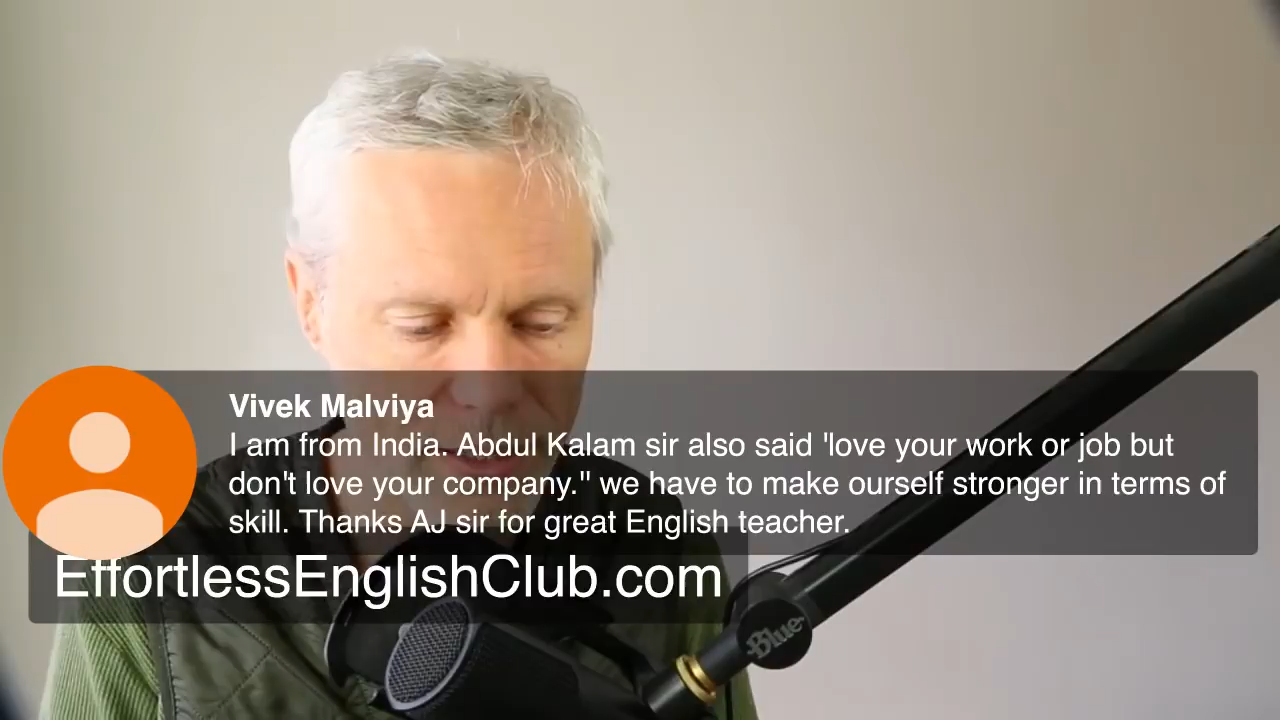 Vivek Malviya
I am from India. Abdul Kalam sir also said 'love your work or job but
don't love your company." we have to make ourself stronger in terms of
skill. Thanks AJ sir for great English teacher.
EffortlessEnglishClub.com
Blue